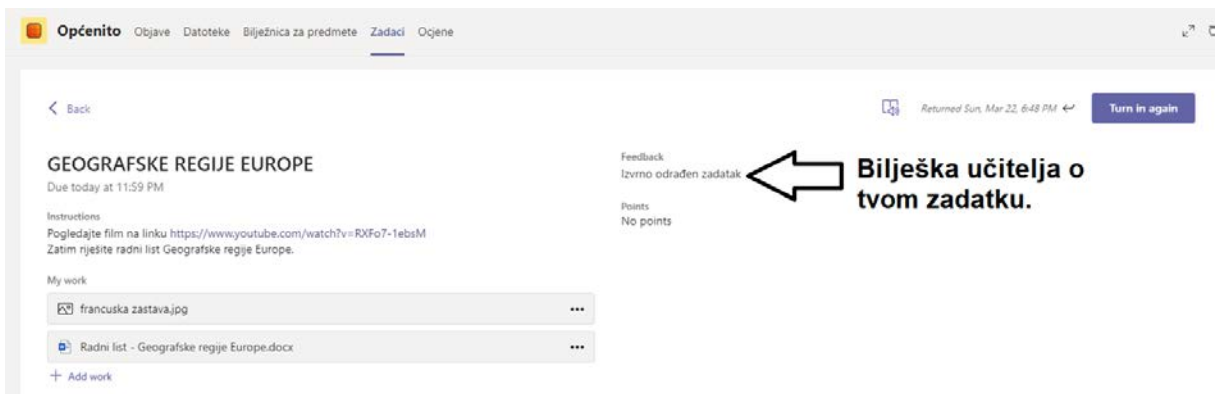 Općenito Objave Datoteke Bilježnica za predmete Zadaci Ocjene
Back
Returned Sun, Mar 22, 6:48 PM
Turn in again
GEOGRAFSKE REGIJE EUROPE
Due today at 11:59 PM
Instructions
Pogledajte film na linku https://www.youtube.com/watch?v=RXFo7-1ebsM
Zatim riješite radni list Geografske regije Europe.
My work
francuska zastava.jpg
Radni list - Geografske regije Europe.docx
+ Add work
Feedback
Izvrno odrađen zadatak
Points
No points
Bilješka učitelja o
tvom zadatku.